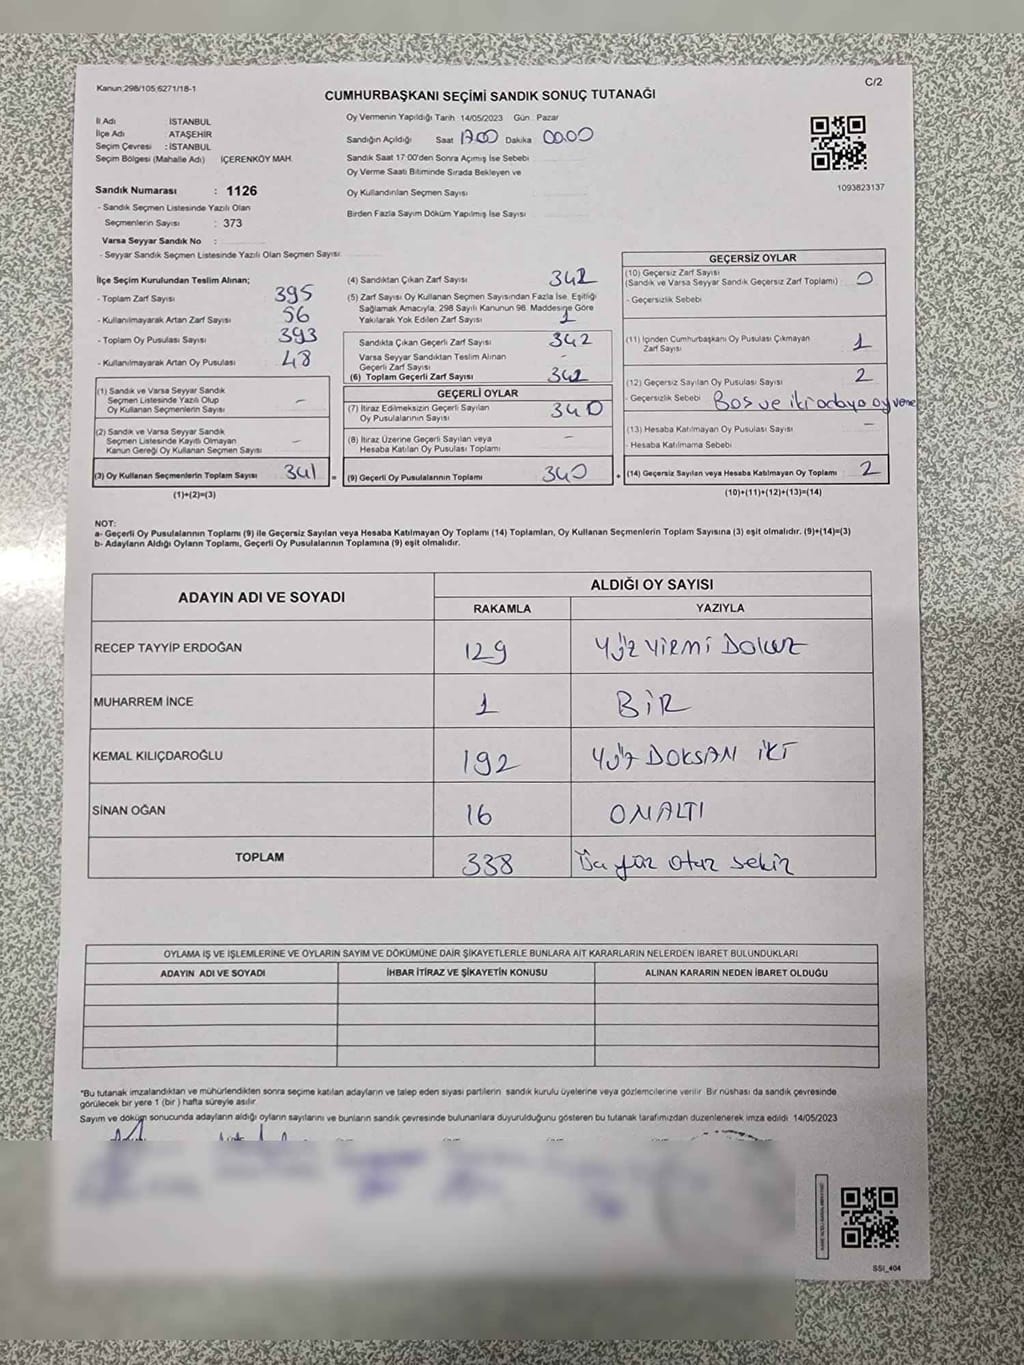 Kanun:298/105;6271/18-1
C/2
CUMHURBAŞKANI SEÇİMİ SANDIK SONUÇ TUTANAĞI
İl Adı : İSTANBUL
İlçe Adı : ATAŞEHİR
Seçim Çevresi : İSTANBUL
Seçim Bölgesi (Mahalle Adı) : İÇERENKÖY MAH.
Sandık Numarası : 1126
- Sandık Seçmen Listesinde Yazılı Olan
Seçmenlerin Sayısı : 373
Varsa Seyyar Sandık No :
- Seyyar Sandık Seçmen Listesinde Yazılı Olan Seçmen Sayısı:
Oy Vermenin Yapıldığı Tarih :14/05/2023 Gün : Pazar
Sandığın Açıldığı Saat 17.00 Dakika 00.00
Sandık Saat 17:00'den Sonra Açılmış İse Sebebi
Oy Verme Saati Bitiminde Sırada Bekleyen ve
Oy Kullandırılan Seçmen Sayısı
Birden Fazla Sayım Döküm Yapılmış İse Sayısı
1093823137
İlçe Seçim Kurulundan Teslim Alınan;
- Toplam Zarf Sayısı 395
- Kullanılmayarak Artan Zarf Sayısı : 56
- Toplam Oy Pusulası Sayısı 393
- Kullanılmayarak Artan Oy Pusulası : 48
(1) Sandık ve Varsa Seyyar Sandık
Seçmen Listesinde Yazılı Olup
Oy Kullanan Seçmenlerin Sayısı –
(2) Sandık ve Varsa Seyyar Sandık
Seçmen Listesinde Kayıtlı Olmayan
Kanun Gereği Oy Kullanan Seçmen Sayısı –
(3) Oy Kullanan Seçmenlerin Toplam Sayısı 341 =
(1)+(2)=(3)
(4) Sandıktan Çıkan Zarf Sayısı 342
(5) Zarf Sayısı Oy Kullanan Seçmen Sayısından Fazla İse, Eşitliği
Sağlamak Amacıyla, 298 Sayılı Kanunun 98. Maddesine Göre
Yakılarak Yok Edilen Zarf Sayısı 1
Sandıkta Çıkan Geçerli Zarf Sayısı 342
Varsa Seyyar Sandıktan Teslim Alınan
Geçerli Zarf Sayısı –
(6) Toplam Geçerli Zarf Sayısı 342
GEÇERLİ OYLAR
(7) İtiraz Edilmeksizin Geçerli Sayılan
Oy Pusulalarının Sayısı 340
(8) İtiraz Üzerine Geçerli Sayılan veya
Hesaba Katılan Oy Pusulası Toplamı –
(9) Geçerli Oy Pusulalarının Toplamı 340 +
GEÇERSİZ OYLAR
(10) Geçersiz Zarf Sayısı
(Sandık ve Varsa Seyyar Sandık Geçersiz Zarf Toplamı) : 0
- Geçersizlik Sebebi
(11) İçinden Cumhurbaşkanı Oy Pusulası Çıkmayan
Zarf Sayısı 1
(12) Geçersiz Sayılan Oy Pusulası Sayısı 2
- Geçersizlik Sebebi Boş ve iki adaya oy verme
(13) Hesaba Katılmayan Oy Pusulası Sayısı –
- Hesaba Katılmama Sebebi
(14) Geçersiz Sayılan veya Hesaba Katılmayan Oy Toplamı 2
(10)+(11)+(12)+(13)=(14)
NOT:
a- Geçerli Oy Pusulalarının Toplamı (9) ile Geçersiz Sayılan veya Hesaba Katılmayan Oy Toplamı (14) Toplamları, Oy Kullanan Seçmenlerin Toplam Sayısına (3) eşit olmalıdır. (9)+(14)=(3)
b- Adayların Aldığı Oyların Toplamı, Geçerli Oy Pusulalarının Toplamına (9) eşit olmalıdır.
ADAYIN ADI VE SOYADI
ALDIĞI OY SAYISI
RAKAMLA YAZIYLA
RECEP TAYYİP ERDOĞAN 129 YÜZ YİRMİ DOKUZ
MUHARREM İNCE 1 BİR
KEMAL KILIÇDAROĞLU 192 YÜZ DOKSAN İKİ
SİNAN OĞAN 16 ONALTI
TOPLAM 338 Üç yüz otuz sekiz
OYLAMA İŞ VE İŞLEMLERİNE VE OYLARIN SAYIM VE DÖKÜMÜNE DAİR ŞİKAYETLERLE BUNLARA AİT KARARLARIN NELERDEN İBARET BULUNDUKLARI
ADAYIN ADI VE SOYADI İHBAR İTİRAZ VE ŞİKAYETİN KONUSU ALINAN KARARIN NEDEN İBARET OLDUĞU
*Bu tutanak imzalandıktan ve mühürlendikten sonra seçime katılan adayların ve talep eden siyasi partilerin sandık kurulu üyelerine veya gözlemcilerine verilir. Bir nüshası da sandık çevresinde
görülecek bir yere 1 (bir) hafta süreyle asılır.
Sayım ve döküm sonucunda adayların aldığı oyların sayılarını ve bunların sandık çevresinde bulunanlara duyurulduğunu gösteren bu tutanak tarafımızdan düzenlenerek imza edildi. 14/05/2023
SSI_404